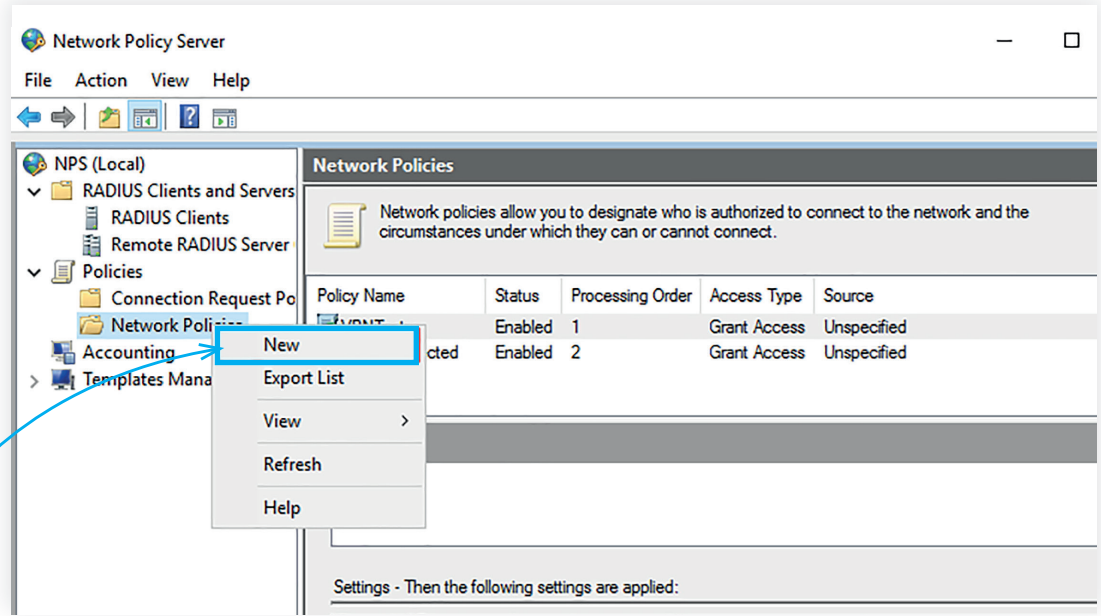 Network Policy Server
File Action View Help
NPS (Local)
RADIUS Clients and Servers
RADIUS Clients
Remote RADIUS Server
Policies
Connection Request Po
Network Policies
Accounting
Templates Mana
New
Export List
View
Refresh
Help
Network Policies
Network policies allow you to designate who is authorized to connect to the network and the
circumstances under which they can or cannot connect.
Policy Name Status Processing Order Access Type Source
Enabled 1 Grant Access Unspecified
cted Enabled 2 Grant Access Unspecified
Settings - Then the following settings are applied: